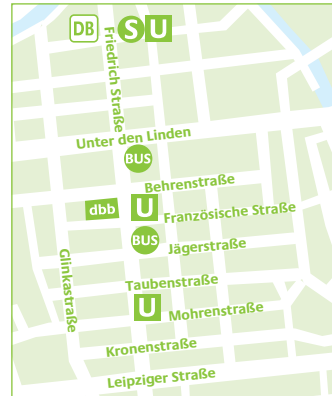 DB S U
Friedrich Straße
Unter den Linden
BUS
Behrenstraße
dbb U Französische Straße
BUS Jägerstraße
Glinkastraße
Taubenstraße
U Mohrenstraße
Kronenstraße
Leipziger Straße